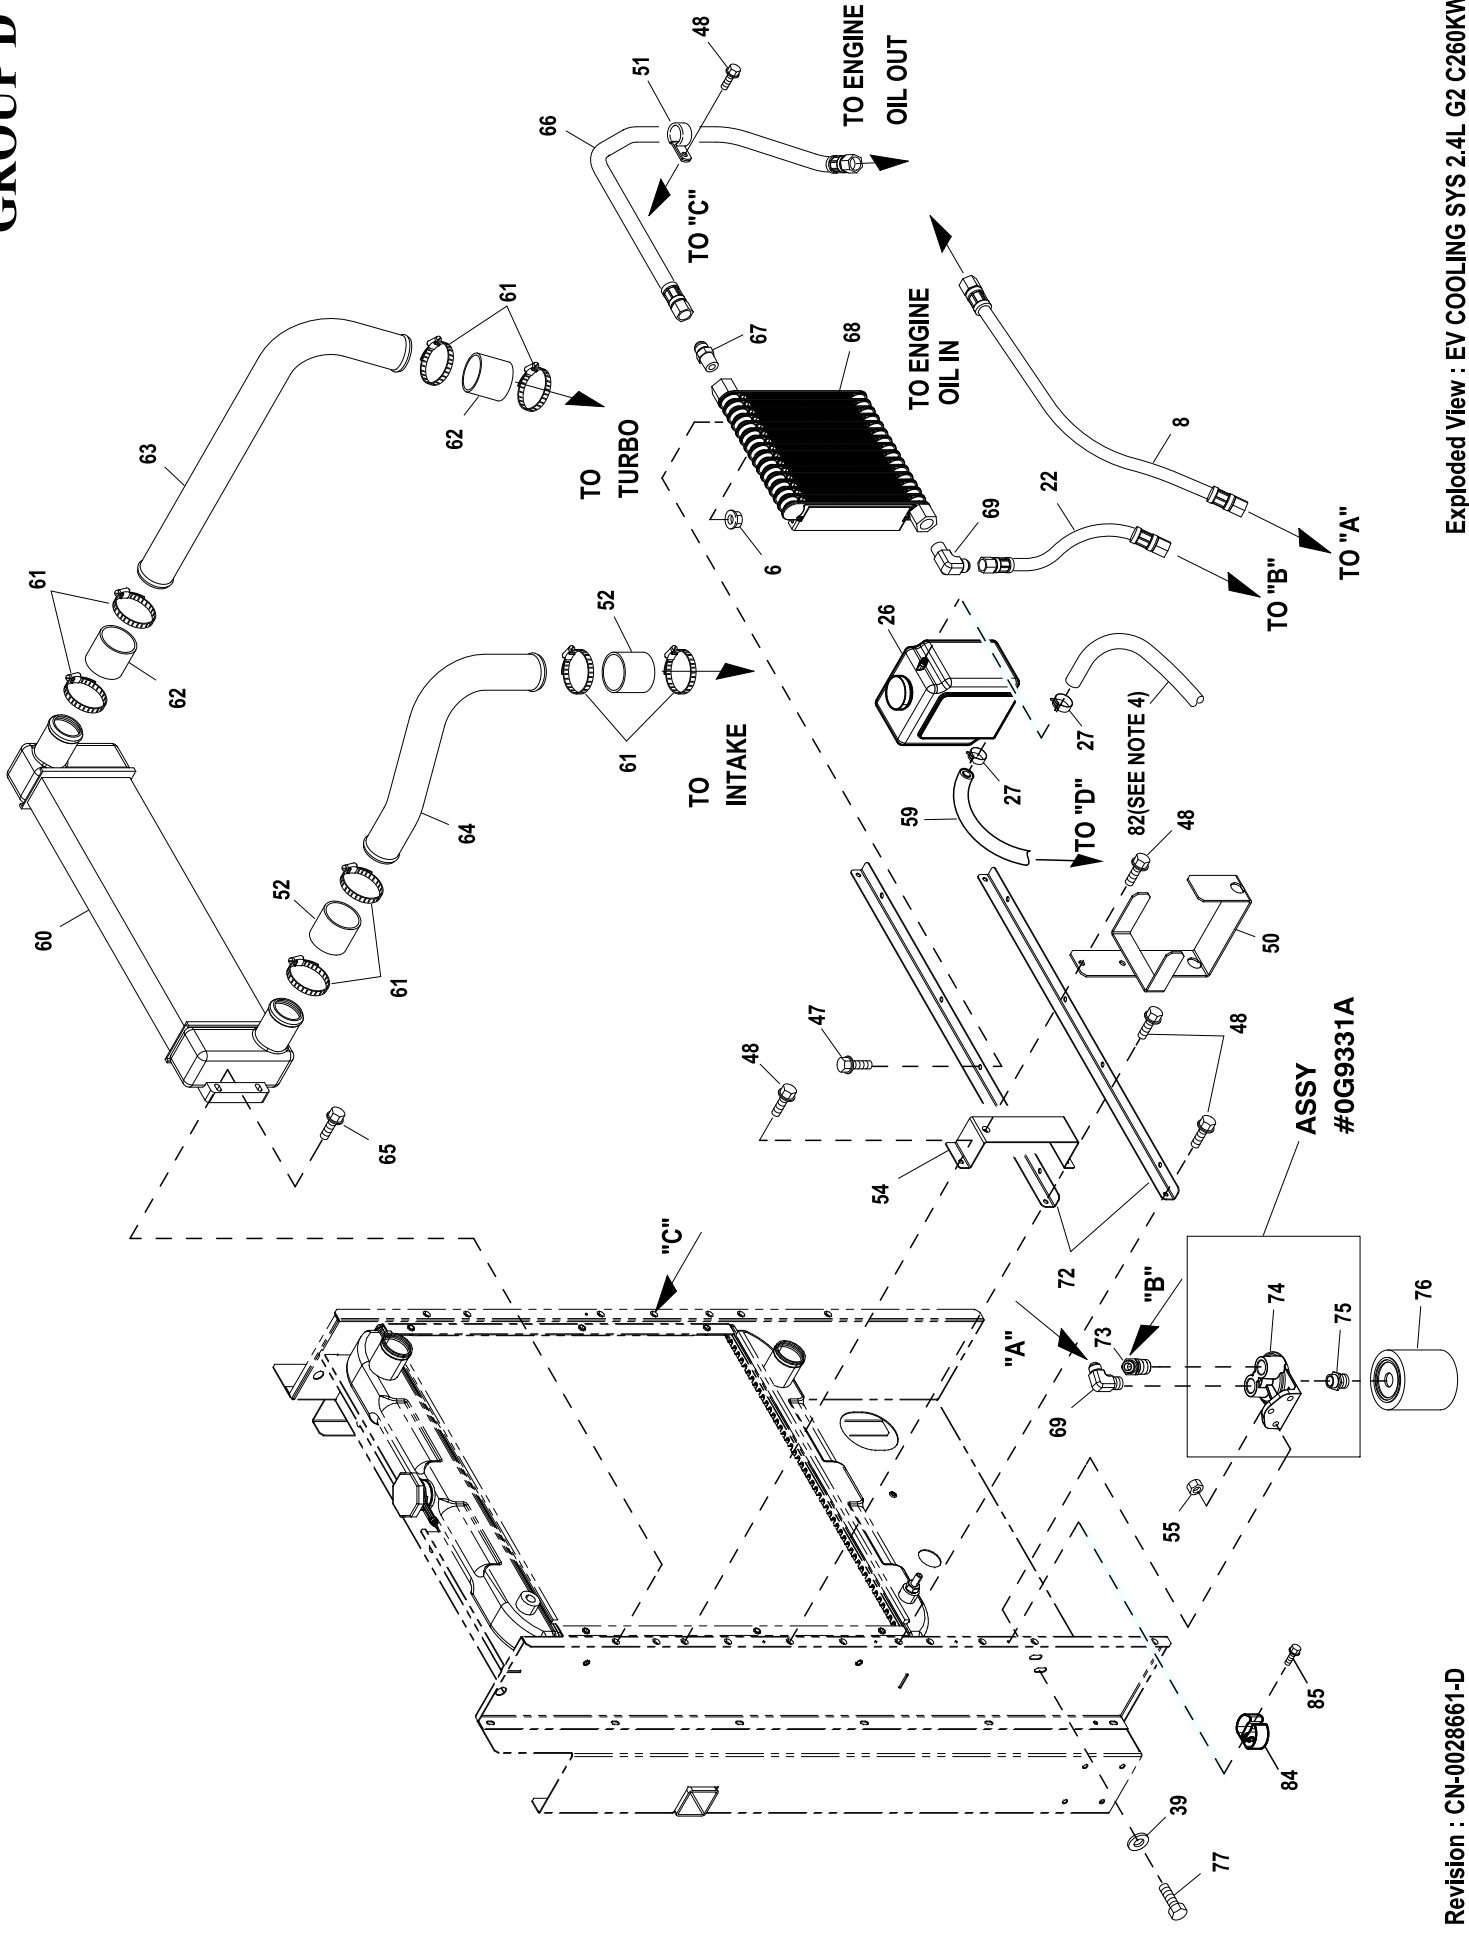 GROUP D
48
51
66
TO ENGINE
OIL OUT
TO "C"
61
67
68
TO ENGINE
OIL IN
62
63
TO
TURBO
8
22
69
6
TO "A"
TO "B"
61
62
52
26
61
TO
INTAKE
27
82(SEE NOTE 4)
27
TO "D"
59
48
64
52
60
61
50
47
48
48
65
54
ASSY
#0G9331A
"C"
72
"B"
74
75
76
"A"
73
69
55
85
84
39
77
Exploded View : EV COOLING SYS 2.4L G2 C260KW
Revision : CN-0028661-D